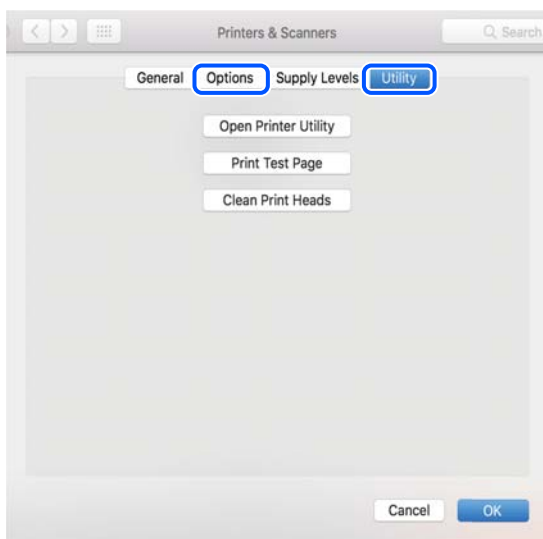 Printers & Scanners Search
General Options Supply Levels Utility
Open Printer Utility
Print Test Page
Clean Print Heads
Cancel OK